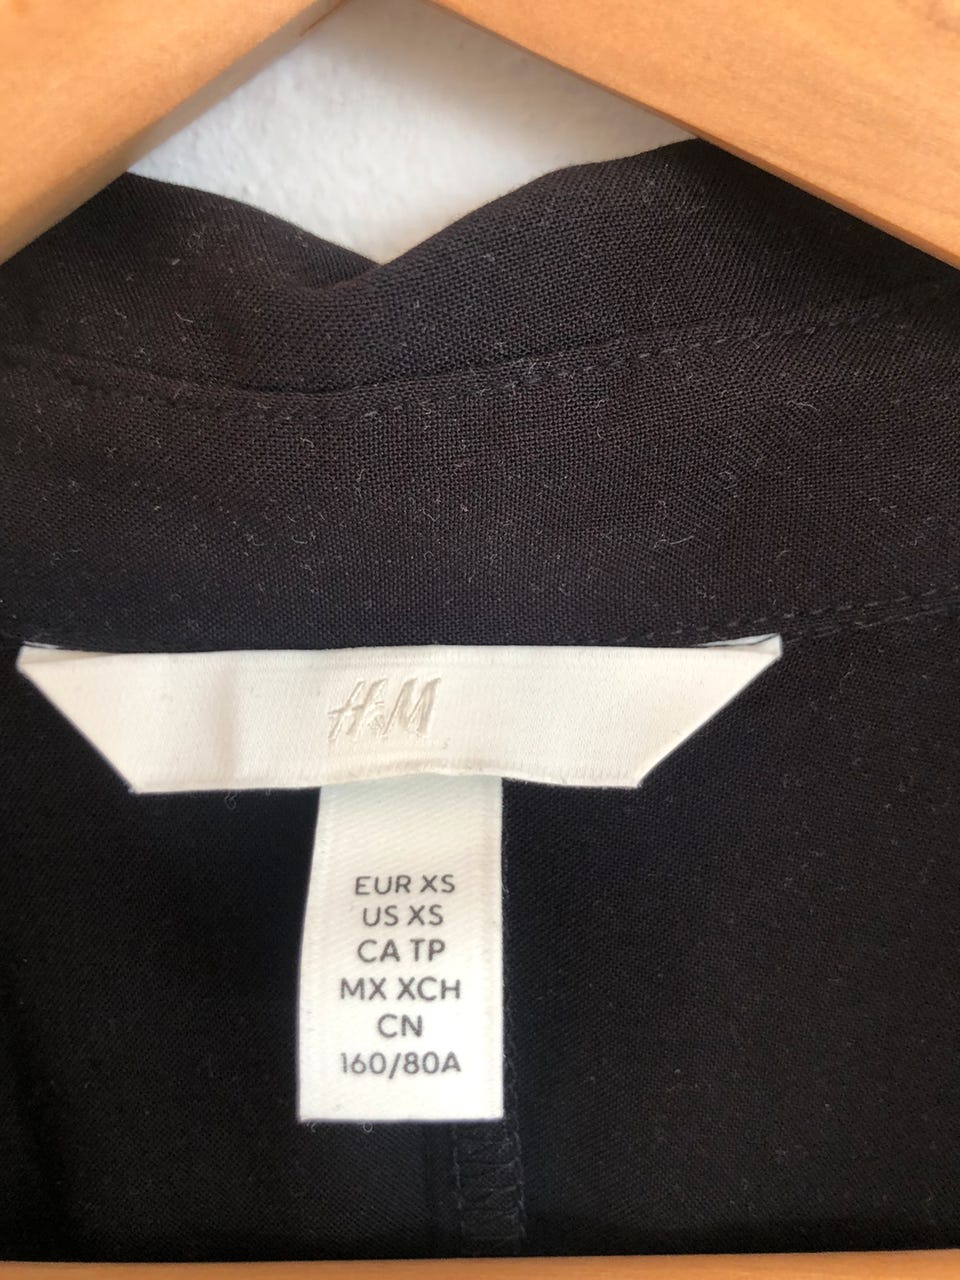 H&M
EUR XS
US XS
CA TP
MX XCH
CN
160/80A